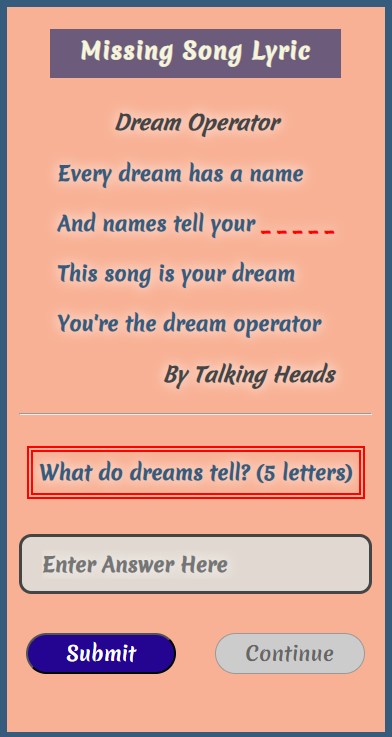 Missing Song Lyric
Dream Operator
Every dream has a name
And names tell your _ _ _ _ _
This song is your dream
You're the dream operator
By Talking Heads
What do dreams tell? (5 letters)
Enter Answer Here
Submit
Continue